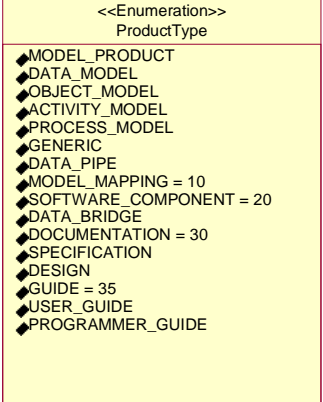 <<Enumeration>>
ProductType
MODEL_PRODUCT
DATA_MODEL
OBJECT_MODEL
ACTIVITY_MODEL
PROCESS_MODEL
GENERIC
DATA_PIPE
MODEL_MAPPING = 10
SOFTWARE_COMPONENT = 20
DATA_BRIDGE
DOCUMENTATION = 30
SPECIFICATION
DESIGN
GUIDE = 35
USER_GUIDE
PROGRAMMER_GUIDE